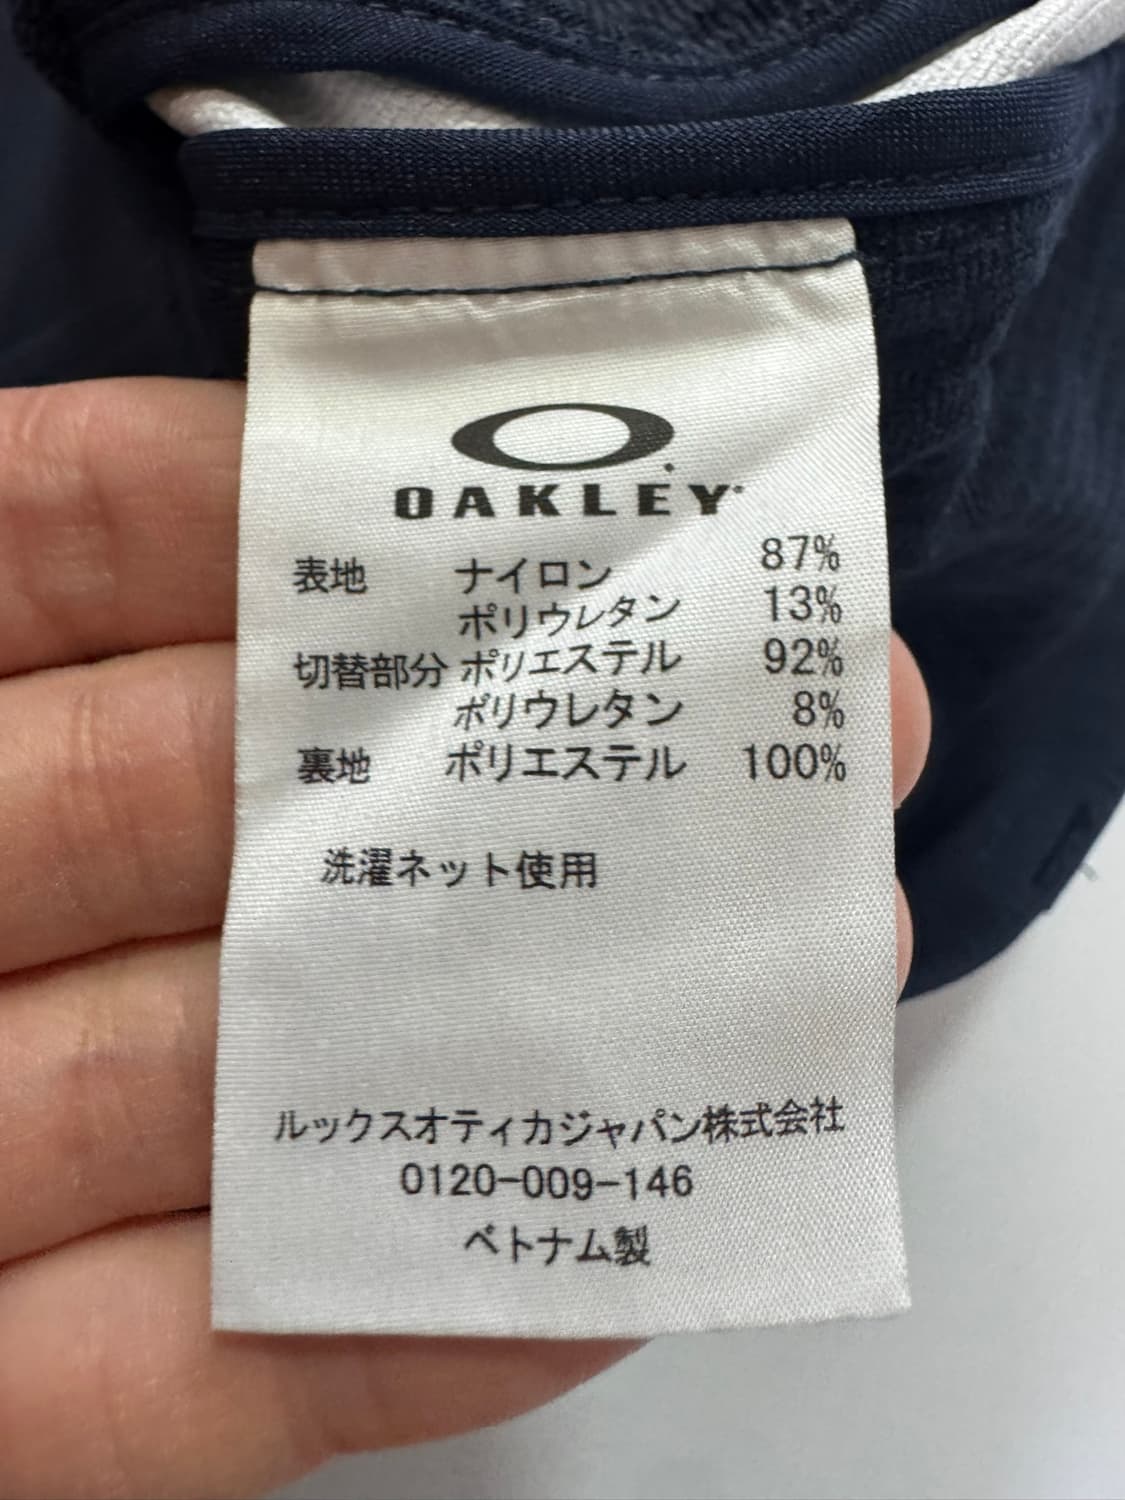 OAKLEY
表地 ナイロン 87%
ポリウレタン 13%
切替部分 ポリエステル 92%
ポリウレタン 8%
裏地 ポリエステル 100%
洗濯ネット使用
ルックスオティカジャパン株式会社
0120-009-146
ベトナム製